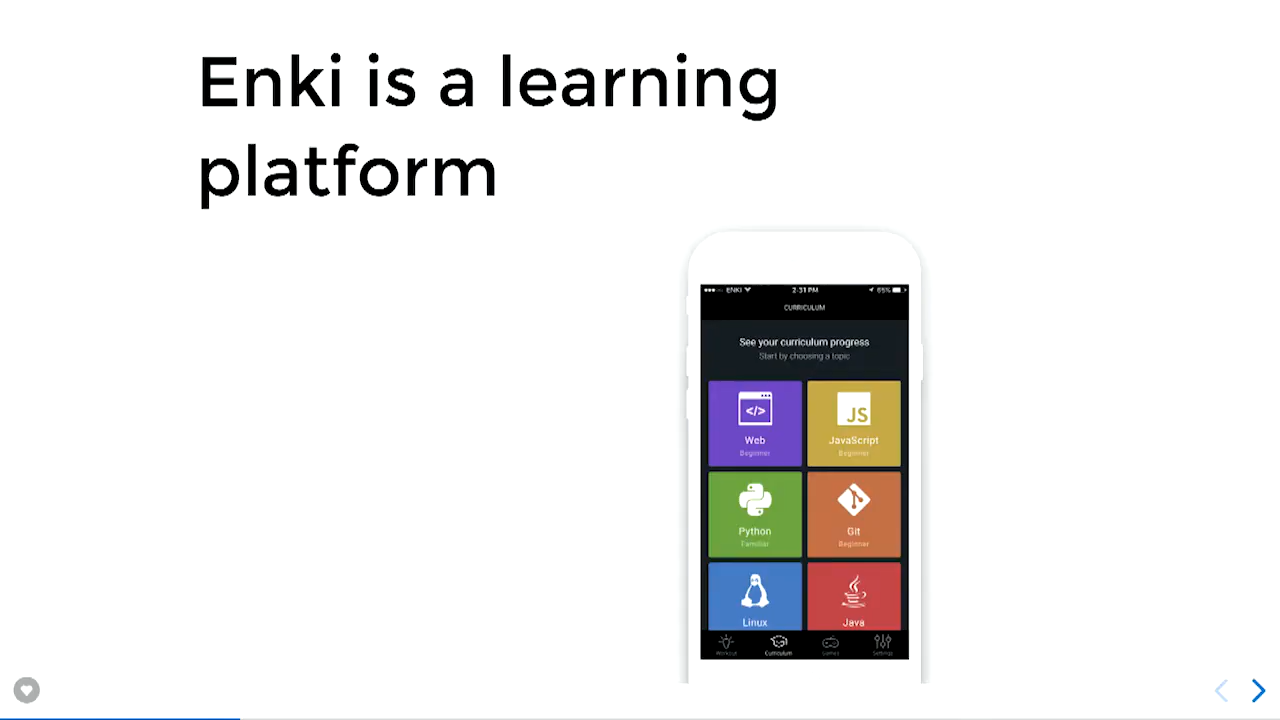 Enki is a learning
platform
ENKI 2:31 PM 65%
CURRICULUM
See your curriculum progress
Start by choosing a topic
</>
JS
Web JavaScript
Beginner Beginner
Python Git
Familiar Beginner
Linux Java
Workout Curriculum Games Settings